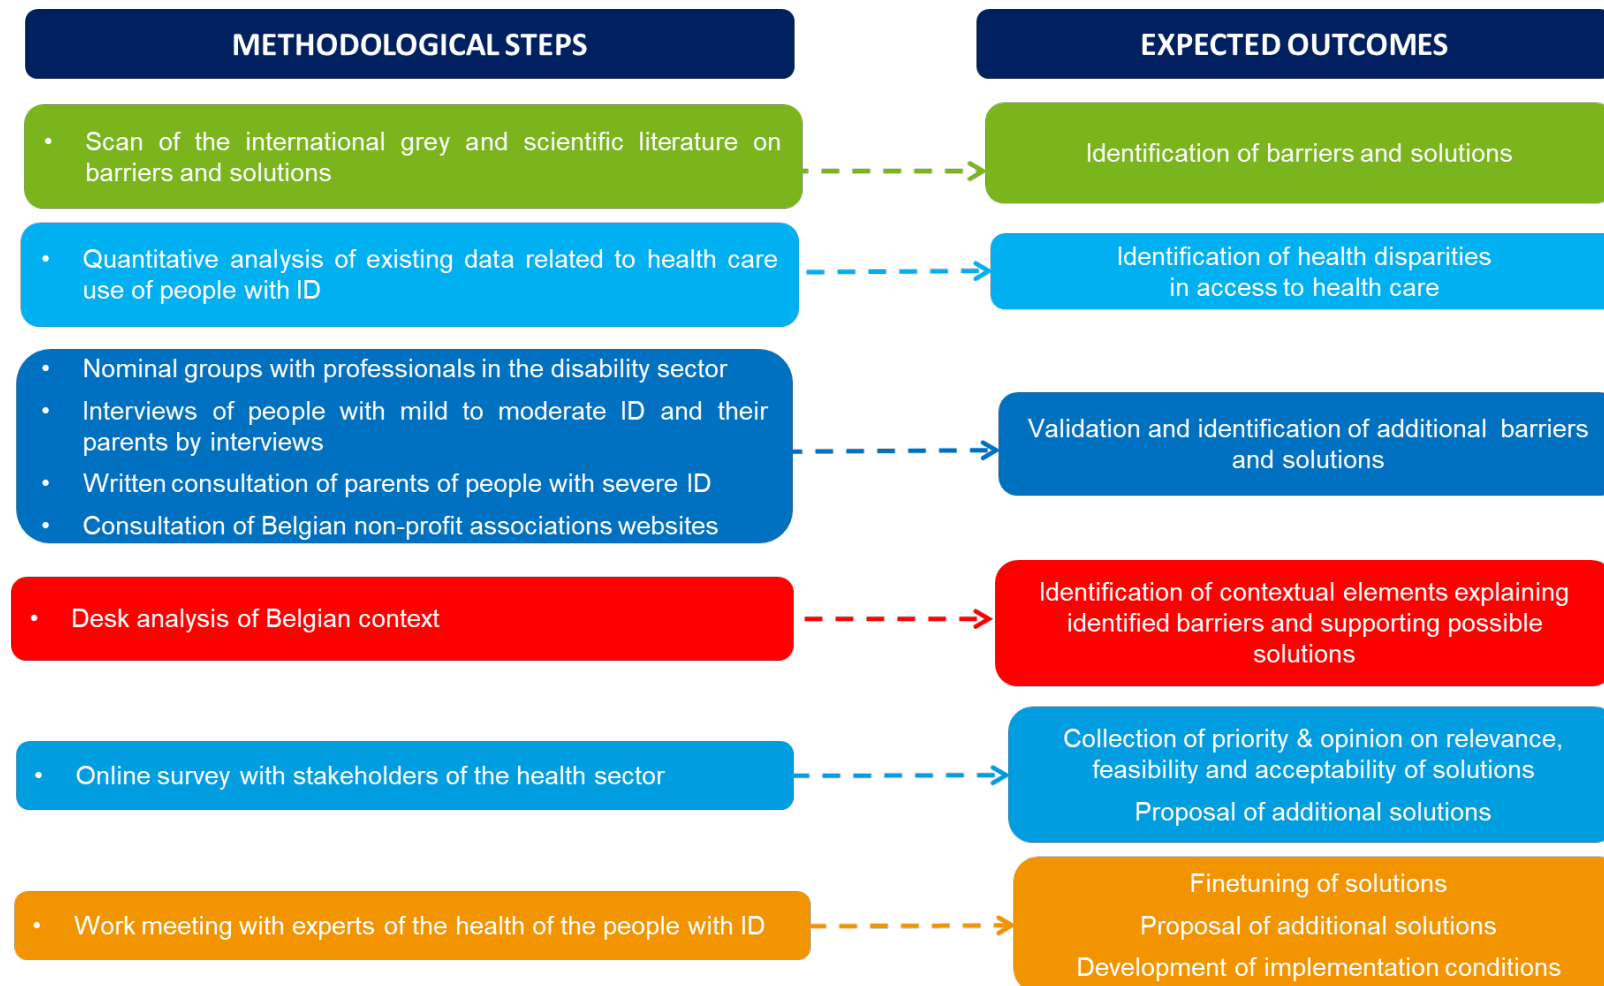 METHODOLOGICAL STEPS
EXPECTED OUTCOMES
• Scan of the international grey and scientific literature on
barriers and solutions
Identification of barriers and solutions
• Quantitative analysis of existing data related to health care
use of people with ID
Identification of health disparities
in access to health care
• Nominal groups with professionals in the disability sector
• Interviews of people with mild to moderate ID and their
parents by interviews
• Written consultation of parents of people with severe ID
• Consultation of Belgian non-profit associations websites
Validation and identification of additional barriers
and solutions
• Desk analysis of Belgian context
Identification of contextual elements explaining
identified barriers and supporting possible
solutions
• Online survey with stakeholders of the health sector
Collection of priority & opinion on relevance,
feasibility and acceptability of solutions
Proposal of additional solutions
• Work meeting with experts of the health of the people with ID
Finetuning of solutions
Proposal of additional solutions
Development of implementation conditions